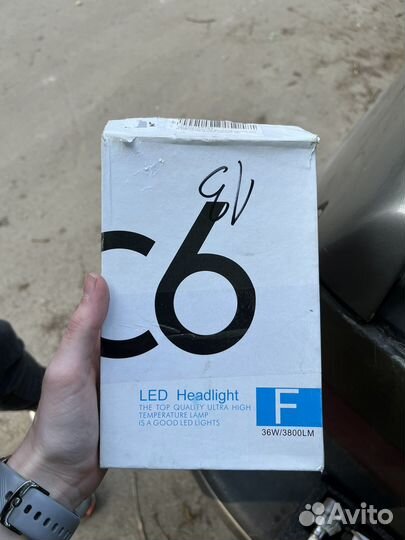 C6
LED Headlight
THE TOP QUALITY ULTRA HIGH
TEMPERATURE LAMP
IS A GOOD LED LIGHTS
F
36W/3800LM
Avito